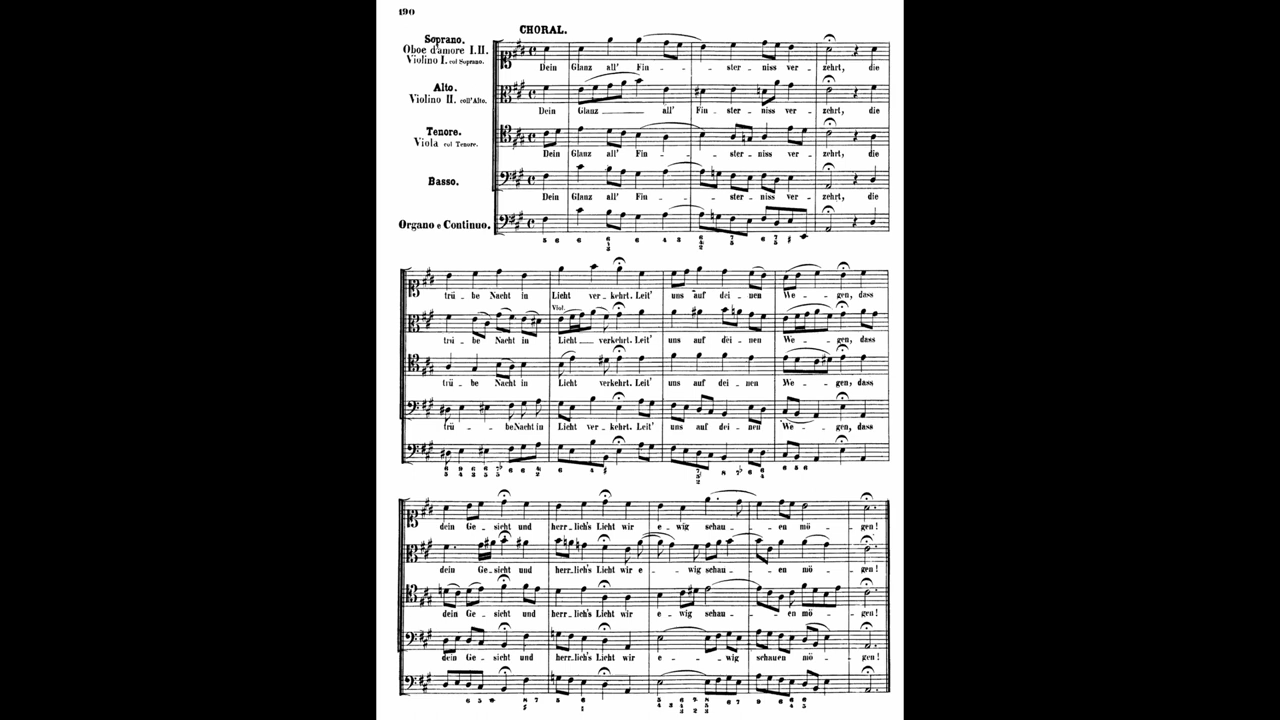 190
CHORAL.
Soprano.
Oboe d'amore I.II.
Violino I. col Soprano.
Dein Glanz all' Fin - ster - niss ver - zehrt, die
Alto.
Violino II. coll'Alto.
Dein Glanz all' Fin - ster - niss ver - zehrt, die
Tenore.
Viola col Tenore.
Dein Glanz all' Fin - ster - niss ver - zehrt, die
Basso.
Dein Glanz all' Fin - ster - niss ver - zehrt, die
Organo e Continuo.
trü - be Nacht in Licht ver - kehrt. Leit' uns auf dei - nen We - gen, dass
Viol.
trü - be Nacht in Licht verkehrt. Leit' uns auf dei - nen We - gen, dass
trü - be Nacht in Licht verkehrt. Leit' uns auf dei - nen We - gen, dass
trü - be Nacht in Licht ver - kehrt. Leit' uns auf dei - nen We - gen, dass
dein Ge - sicht und herr - lich's Licht wir e - wig schau - en mö - gen!
dein Ge - sicht und herr - lich's Licht wir e - wig schau - en mö - gen!
dein Ge - sicht und herr - lich's Licht wir e - wig schau - en mö - gen!
dein Ge - sicht und herr - lich's Licht wir e - wig schauen mö - gen!